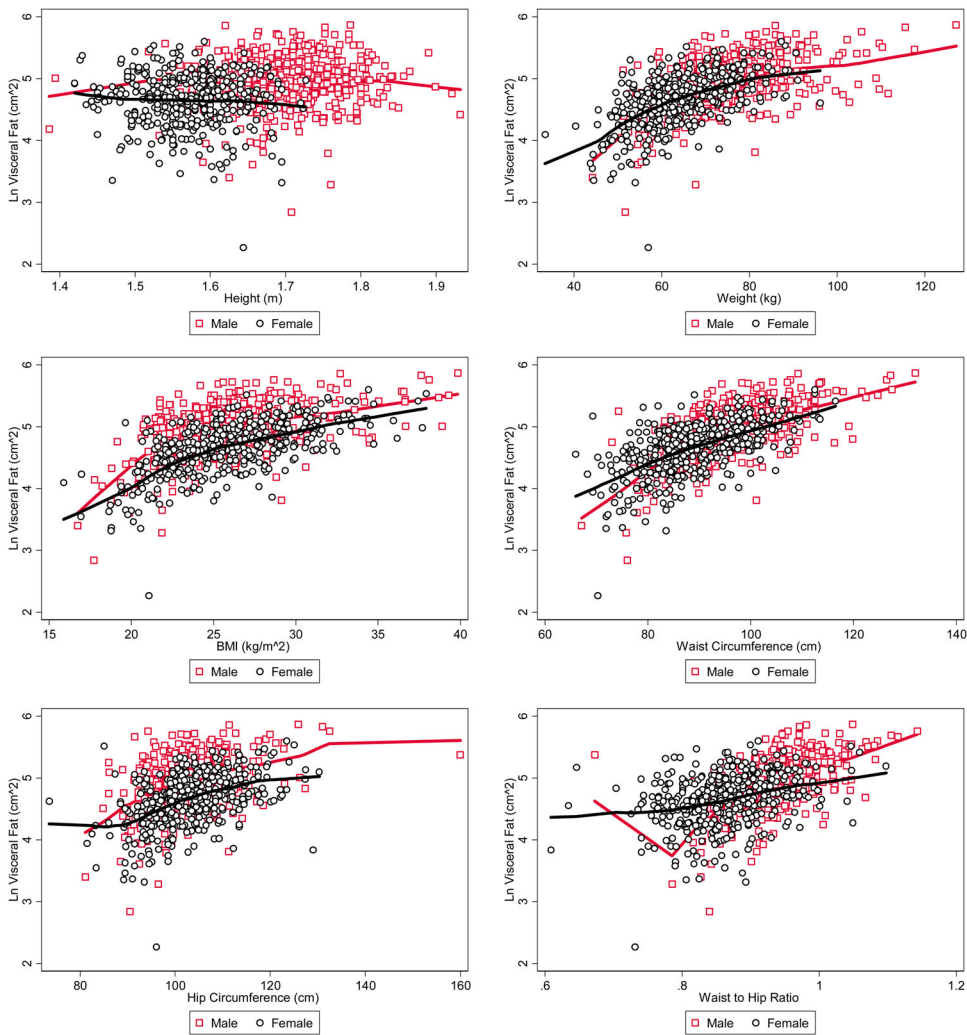 Ln Visceral Fat (cm^2)
6
5
4
3
2
1.4 1.5 1.6 1.7 1.8 1.9
Height (m)
Male Female
Ln Visceral Fat (cm^2)
6
5
4
3
2
40 60 80 100 120
Weight (kg)
Male Female
Ln Visceral Fat (cm^2)
6
5
4
3
2
15 20 25 30 35 40
BMI (kg/m^2)
Male Female
Ln Visceral Fat (cm^2)
6
5
4
3
2
60 80 100 120 140
Waist Circumference (cm)
Male Female
Ln Visceral Fat (cm^2)
6
5
4
3
2
80 100 120 140 160
Hip Circumference (cm)
Male Female
Ln Visceral Fat (cm^2)
6
5
4
3
2
.6 .8 1 1.2
Waist to Hip Ratio
Male Female